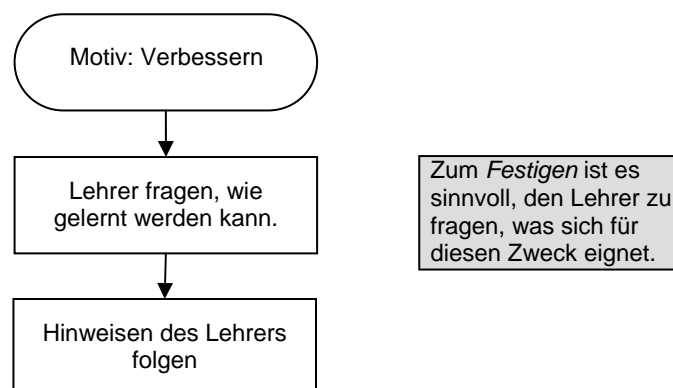 Motiv: Verbessern
Lehrer fragen, wie
gelernt werden kann.
Zum Festigen ist es
sinnvoll, den Lehrer zu
fragen, was sich für
diesen Zweck eignet.
Hinweisen des Lehrers
folgen